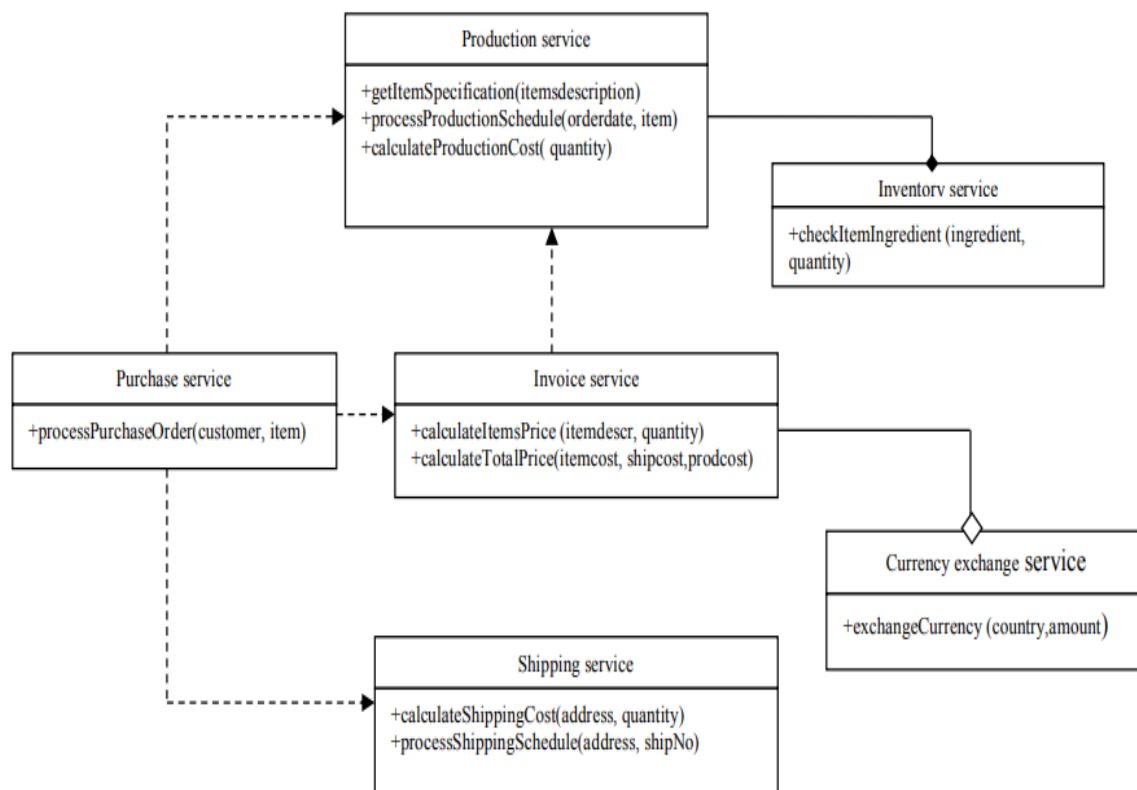 Production service
+getItemSpecification(itemsdescription)
+processProductionSchedule(orderdate, item)
+calculateProductionCost( quantity)
Inventory service
+checkItemIngredient (ingredient,
quantity)
Purchase service
+processPurchaseOrder(customer, item)
Invoice service
+calculateItemsPrice (itemdescr, quantity)
+calculateTotalPrice(itemcost, shipcost,prodcost)
Currency exchange service
+exchangeCurrency (country,amount)
Shipping service
+calculateShippingCost(address, quantity)
+processShippingSchedule(address, shipNo)